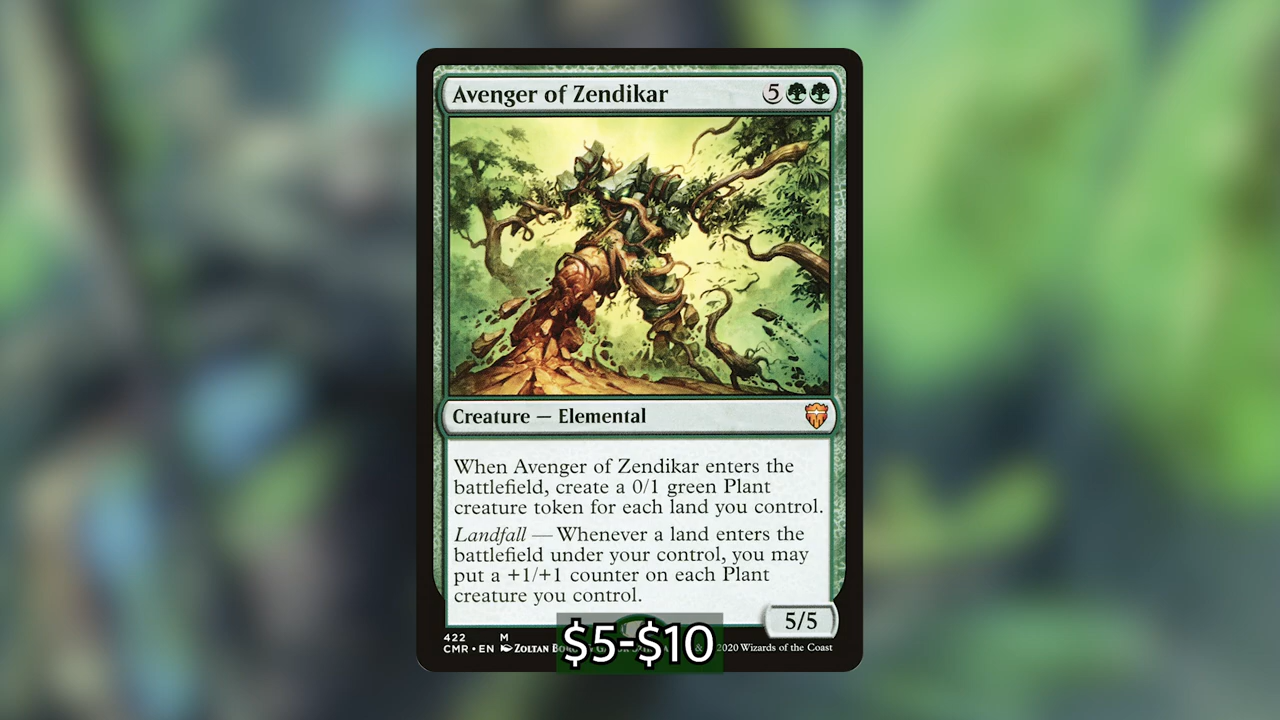 Avenger of Zendikar 5
Creature — Elemental
When Avenger of Zendikar enters the
battlefield, create a 0/1 green Plant
creature token for each land you control.
Landfall — Whenever a land enters the
battlefield under your control, you may
put a +1/+1 counter on each Plant
creature you control.
5/5
$5-$10
422 M
CMR • EN ZOLTAN & 2020 Wizards of the Coast